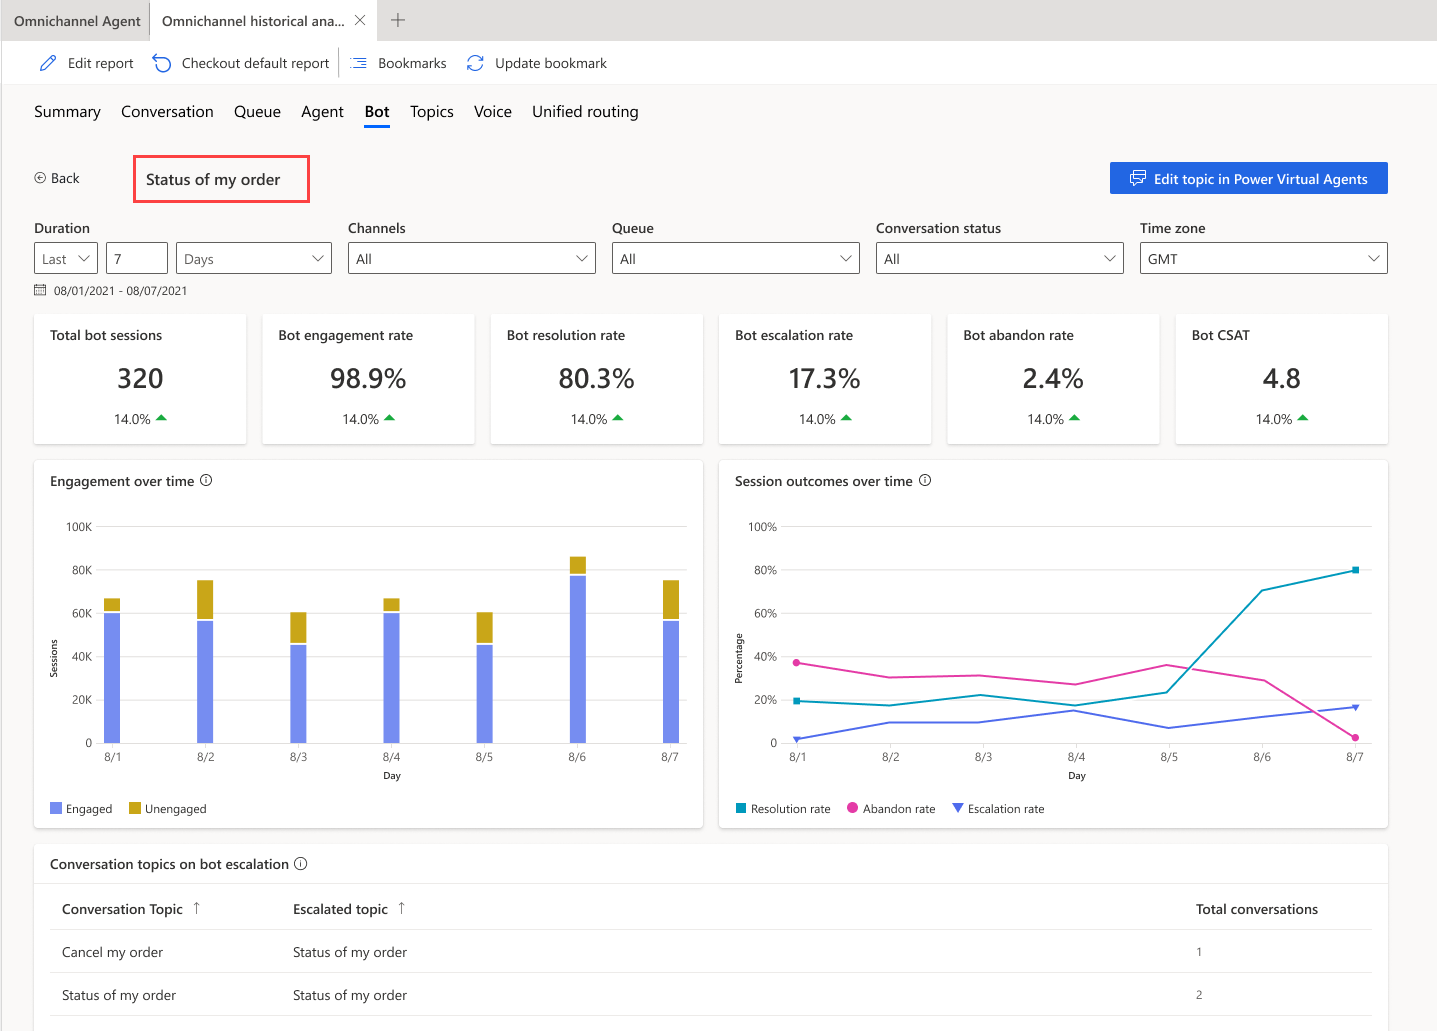 Omnichannel Agent
Omnichannel historical ana...
Edit report
Checkout default report
Bookmarks
Update bookmark
Summary
Conversation
Queue
Agent
Bot
Topics
Voice
Unified routing
Back
Status of my order
Edit topic in Power Virtual Agents
Duration
Channels
Queue
Conversation status
Time zone
Last
7
Days
All
All
All
GMT
08/01/2021 - 08/07/2021
Total bot sessions
320
14.0%
Bot engagement rate
98.9%
14.0%
Bot resolution rate
80.3%
14.0%
Bot escalation rate
17.3%
14.0%
Bot abandon rate
2.4%
14.0%
Bot CSAT
4.8
14.0%
Engagement over time
100K
80K
60K
40K
20K
0
Sessions
8/1
8/2
8/3
8/4
8/5
8/6
8/7
Day
Engaged
Unengaged
Session outcomes over time
100%
80%
60%
40%
20%
0
Percentage
8/1
8/2
8/3
8/4
8/5
8/6
8/7
Day
Resolution rate
Abandon rate
Escalation rate
Conversation topics on bot escalation
Conversation Topic
Escalated topic
Total conversations
Cancel my order
Status of my order
1
Status of my order
Status of my order
2